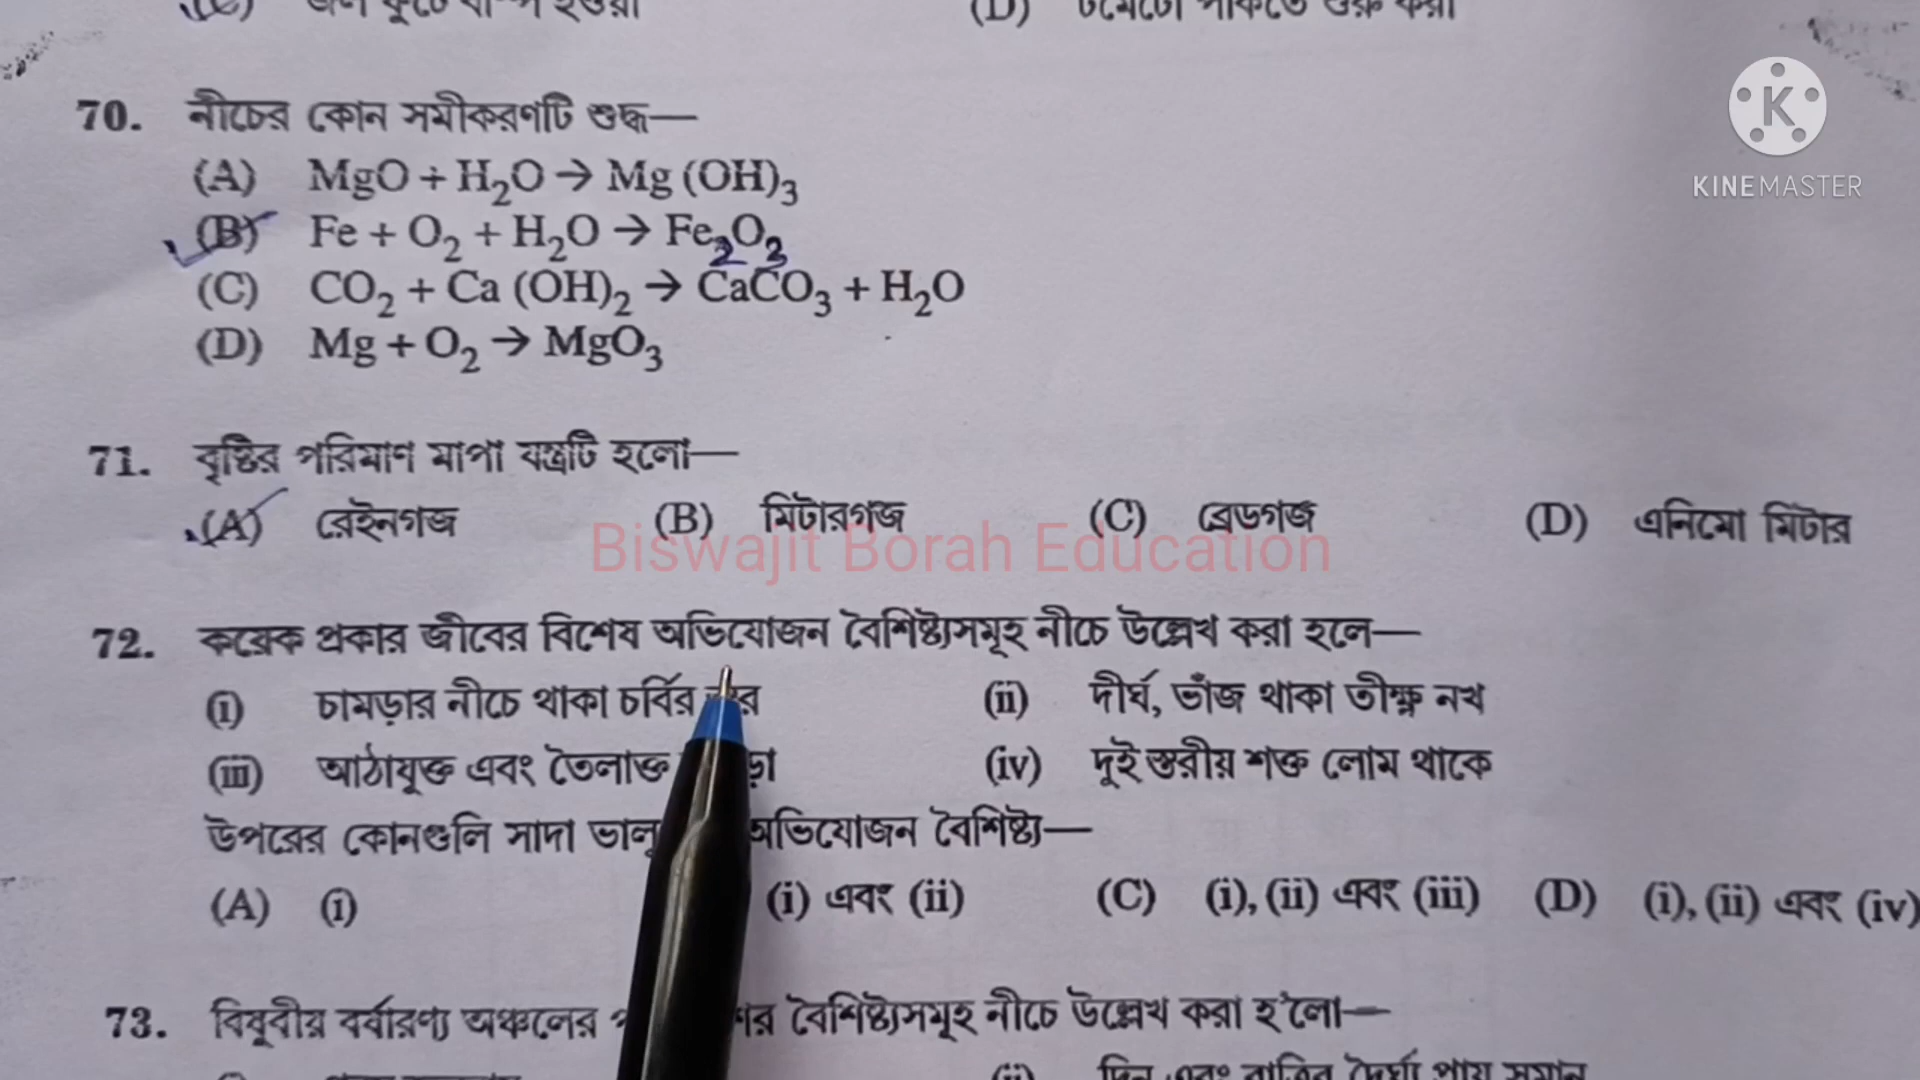 70. নীচের কোন সমীকরণটি শুদ্ধ—
(A) MgO + H₂O → Mg (OH)₃
(B) Fe + O₂ + H₂O → Fe₂O₃
(C) CO₂ + Ca (OH)₂ → CaCO₃ + H₂O
(D) Mg + O₂ → MgO₃
KINEMASTER
71. বৃষ্টির পরিমাণ মাপা যন্ত্রটি হলো—
(A) রেইনগজ (B) মিটারগজ (C) ব্রেডগজ (D) এনিমো মিটার
Biswajit Borah Education
72. কয়েক প্রকার জীবের বিশেষ অভিযোজন বৈশিষ্ট্যসমূহ নীচে উল্লেখ করা হলে—
(i) চামড়ার নীচে থাকা চর্বির (ii) দীর্ঘ, ভাঁজ থাকা তীক্ষ্ণ নখ
(iii) আঠাযুক্ত এবং তৈলাক্ত (iv) দুই স্তরীয় শক্ত লোম থাকে
উপরের কোনগুলি সাদা অভিযোজন বৈশিষ্ট্য—
(A) (i) (i) এবং (ii) (C) (i), (ii) এবং (iii) (D) (i), (ii) এবং (iv)
73. বিষুবীয় বর্ষারণ্য অঞ্চলের বৈশিষ্ট্যসমূহ নীচে উল্লেখ করা হ'লো—
(ii) দিন এবং রাত্রির দৈর্ঘ্য প্রায় সমান